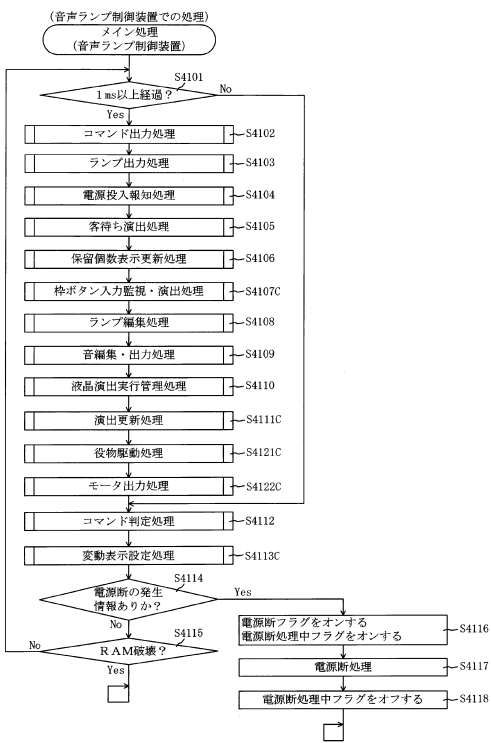 (音声ランプ制御装置での処理)
メイン処理
(音声ランプ制御装置)
S4101
1ms以上経過？
No
Yes
コマンド出力処理
S4102
ランプ出力処理
S4103
電源投入報知処理
S4104
客待ち演出処理
S4105
保留個数表示更新処理
S4106
枠ボタン入力監視・演出処理
S4107C
ランプ編集処理
S4108
音編集・出力処理
S4109
液晶演出実行管理処理
S4110
演出更新処理
S4111C
役物駆動処理
S4121C
モータ出力処理
S4122C
コマンド判定処理
S4112
変動表示設定処理
S4113C
S4114
電源断の発生
情報ありか？
Yes
No
電源断フラグをオンする
電源断処理中フラグをオンする
S4116
S4115
RAM破壊？
No
Yes
電源断処理
S4117
電源断処理中フラグをオフする
S4118